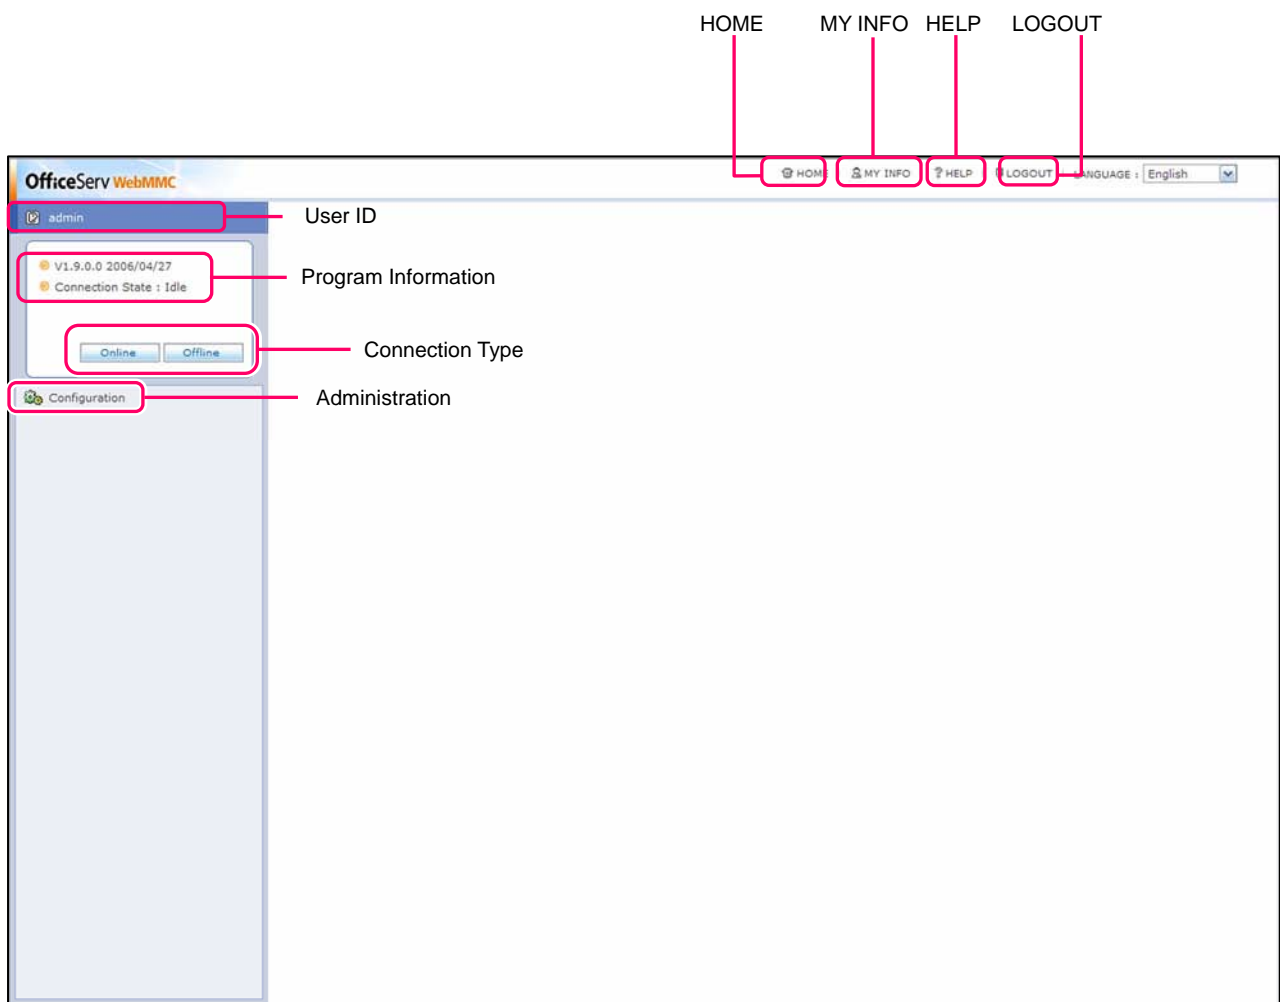 HOME MY INFO HELP LOGOUT
OfficeServ WebMMC HOME MY INFO ? HELP LOGOUT LANGUAGE : English
admin User ID
V1.9.0.0 2006/04/27
Connection State : Idle
Program Information
Online Offline Connection Type
Configuration Administration